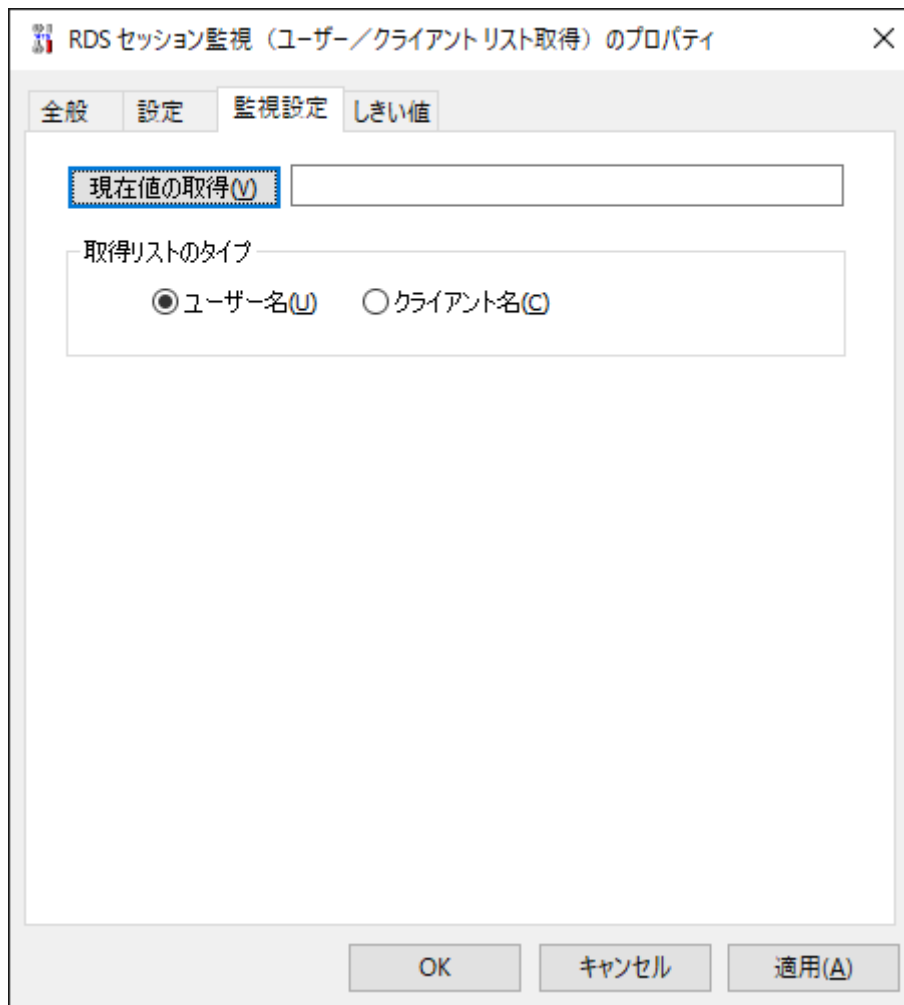 RDS セッション監視（ユーザー／クライアント リスト取得）のプロパティ
全般 設定 監視設定 しきい値
現在値の取得(V)
取得リストのタイプ
ユーザー名(U) クライアント名(C)
OK キャンセル 適用(A)